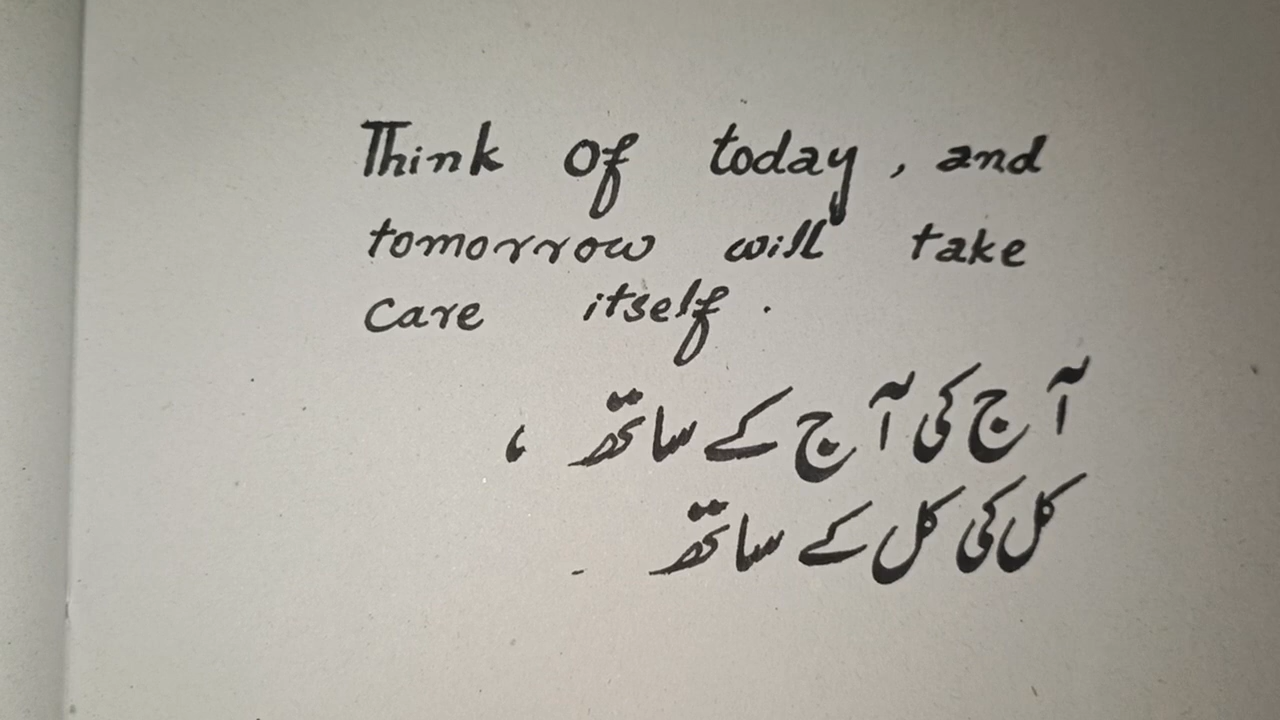 Think of today, and
tomorrow will take
care itself.
آج کی آج کے ساتھ ،
کل کی کل کے ساتھ ۔